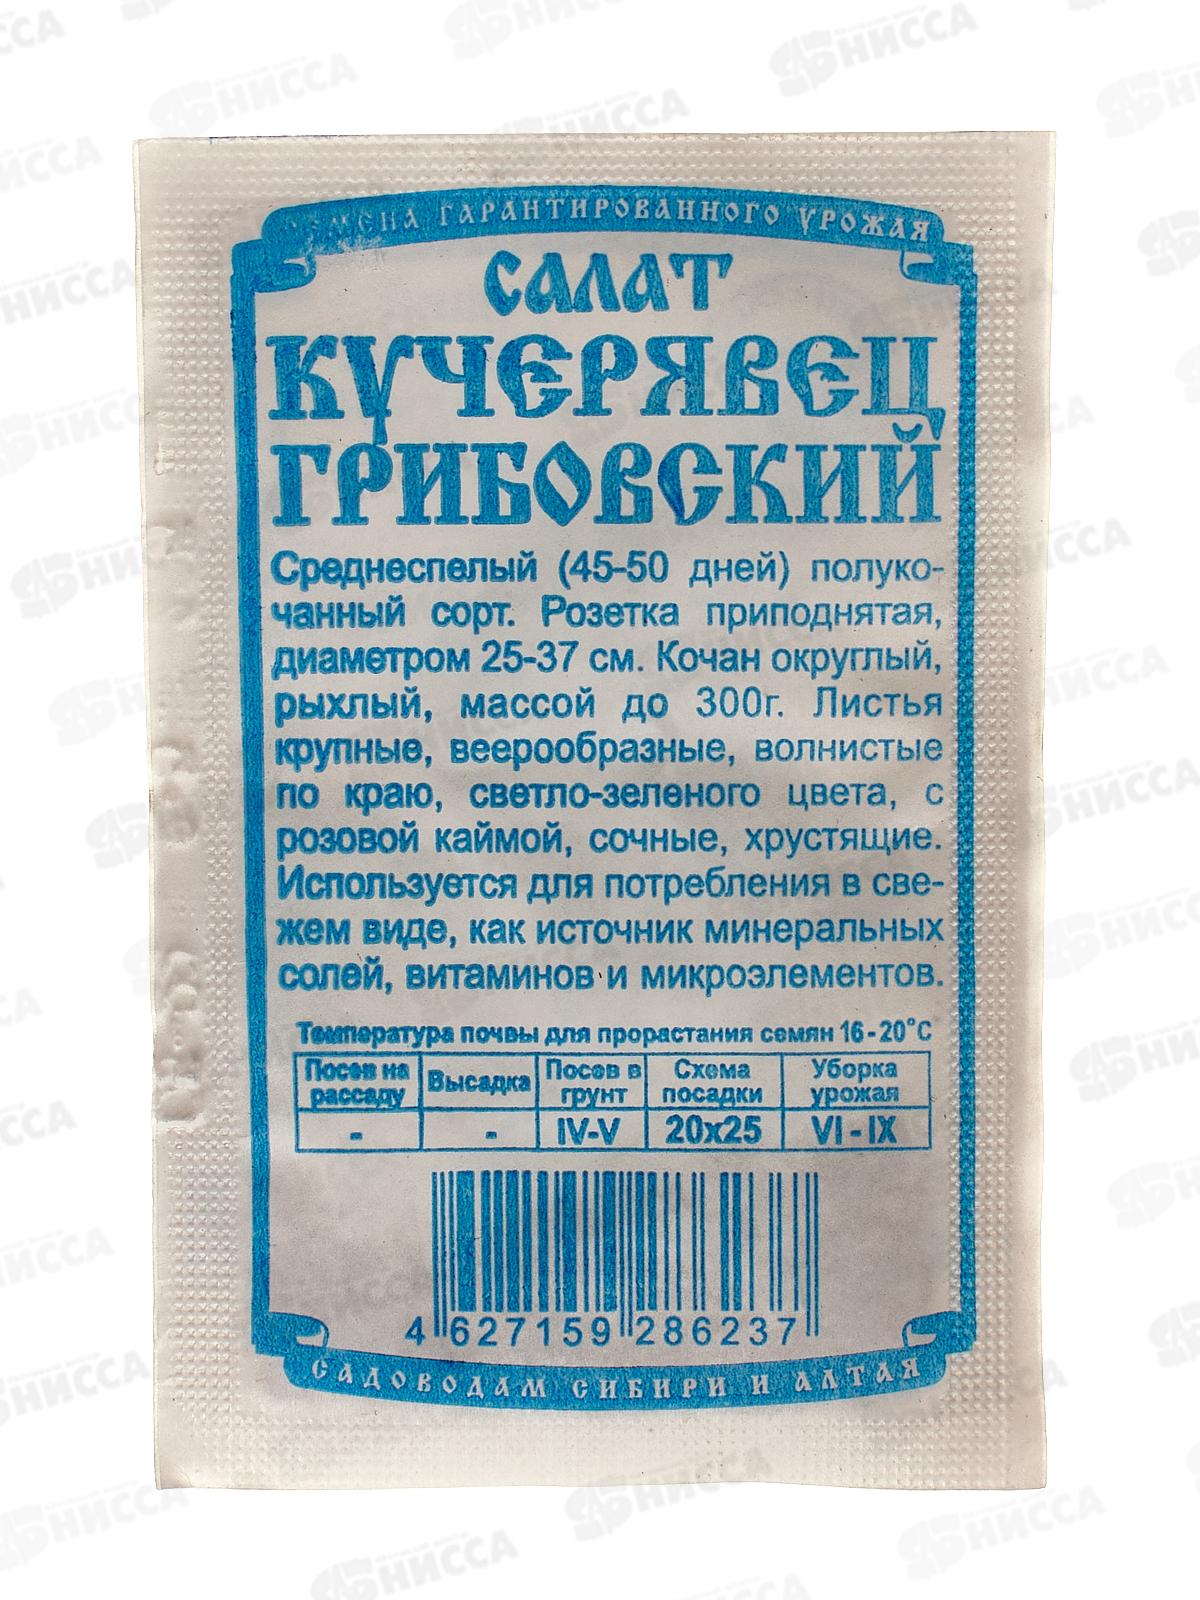 СЕМЕНА ГАРАНТИРОВАННОГО УРОЖАЯ
САЛАТ
КУЧЕРЯВЕЦ
ГРИБОВСКИЙ
Среднеспелый (45-50 дней) полуко-
чанный сорт. Розетка приподнятая,
диаметром 25-37 см. Кочан округлый,
рыхлый, массой до 300г. Листья
крупные, веерообразные, волнистые
по краю, светло-зеленого цвета, с
розовой каймой, сочные, хрустящие.
Используется для потребления в све-
жем виде, как источник минеральных
солей, витаминов и микроэлементов.
Температура почвы для прорастания семян 16-20°C
Посев на рассаду Высадка Посев в грунт Схема посадки Уборка урожая
- - IV-V 20x25 VI-IX
4 627159 286237
САДОВОДАМ СИБИРИ И АЛТАЯ